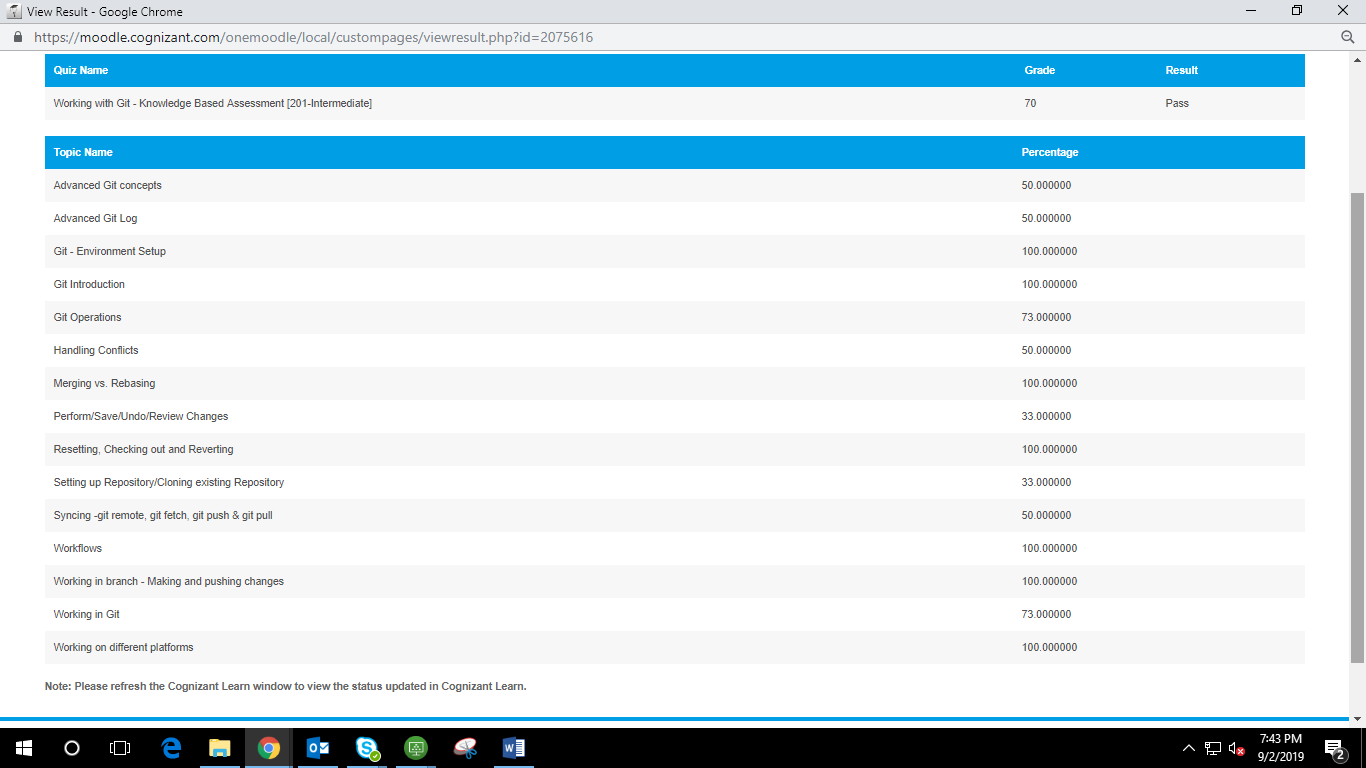 View Result - Google Chrome
https://moodle.cognizant.com/onemoodle/local/custompages/viewresult.php?id=2075616
Quiz Name Grade Result
Working with Git - Knowledge Based Assessment [201-Intermediate] 70 Pass
Topic Name Percentage
Advanced Git concepts 50.000000
Advanced Git Log 50.000000
Git - Environment Setup 100.000000
Git Introduction 100.000000
Git Operations 73.000000
Handling Conflicts 50.000000
Merging vs. Rebasing 100.000000
Perform/Save/Undo/Review Changes 33.000000
Resetting, Checking out and Reverting 100.000000
Setting up Repository/Cloning existing Repository 33.000000
Syncing -git remote, git fetch, git push & git pull 50.000000
Workflows 100.000000
Working in branch - Making and pushing changes 100.000000
Working in Git 73.000000
Working on different platforms 100.000000
Note: Please refresh the Cognizant Learn window to view the status updated in Cognizant Learn.
7:43 PM
9/2/2019
2